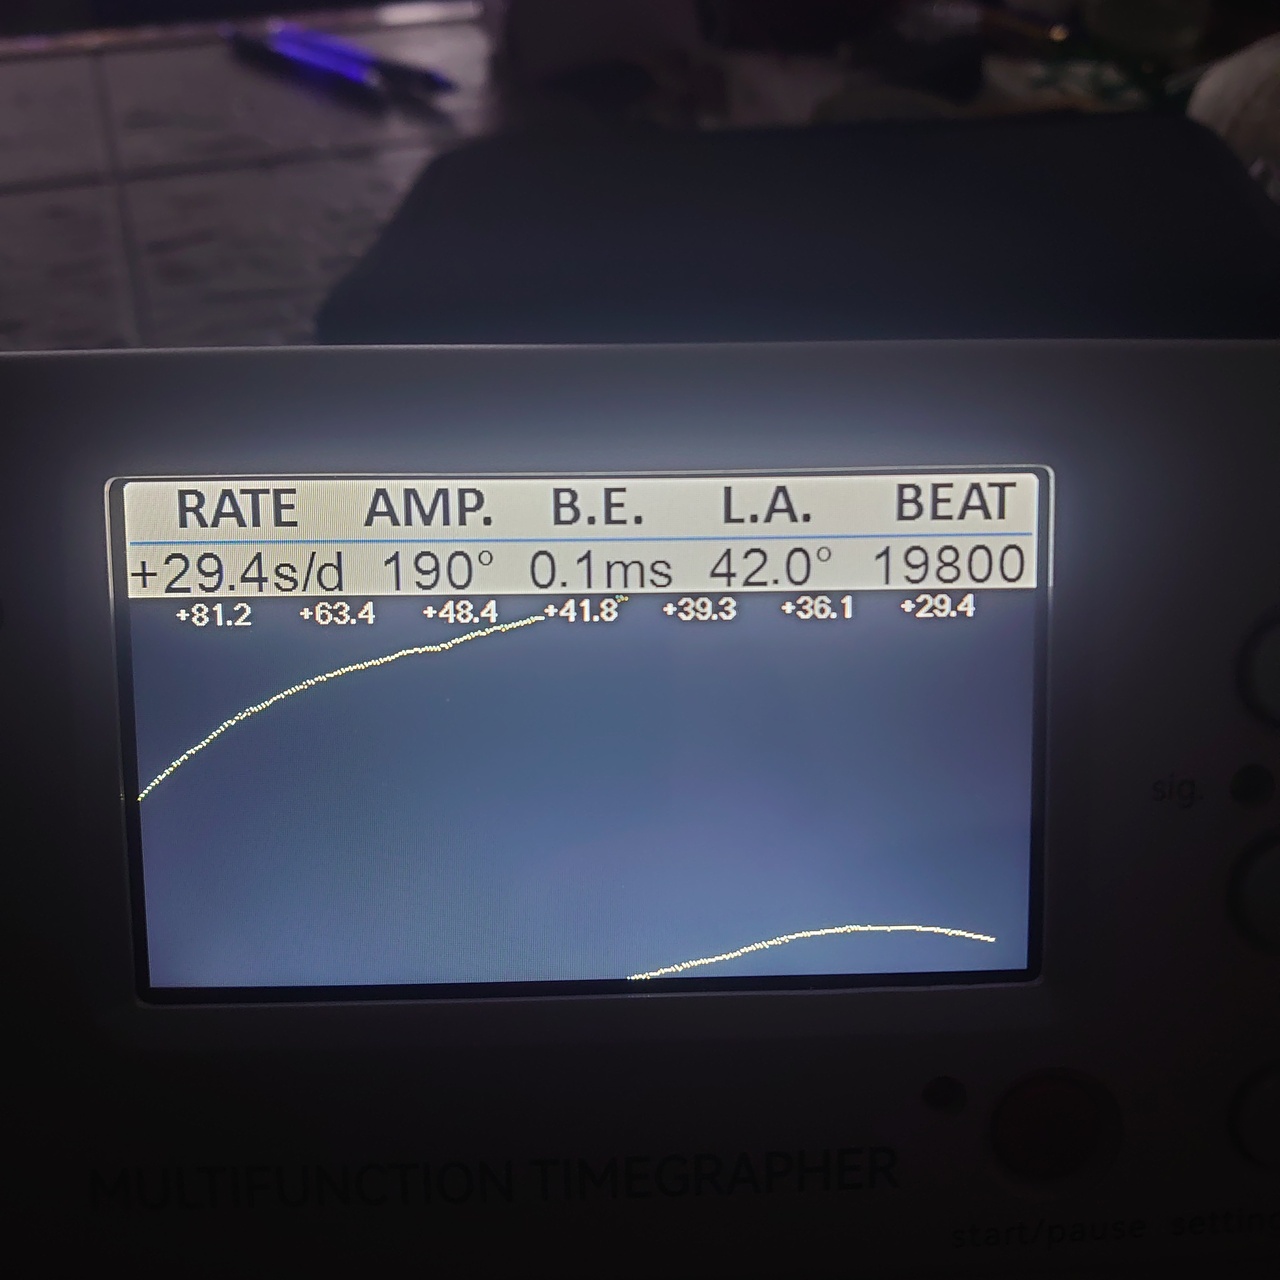 RATE AMP. B.E. L.A. BEAT
+29.4s/d 190° 0.1ms 42.0° 19800
+81.2 +63.4 +48.4 +41.8 +39.3 +36.1 +29.4
sig.
MULTIFUNCTION TIMEGRAPHER
start/pause